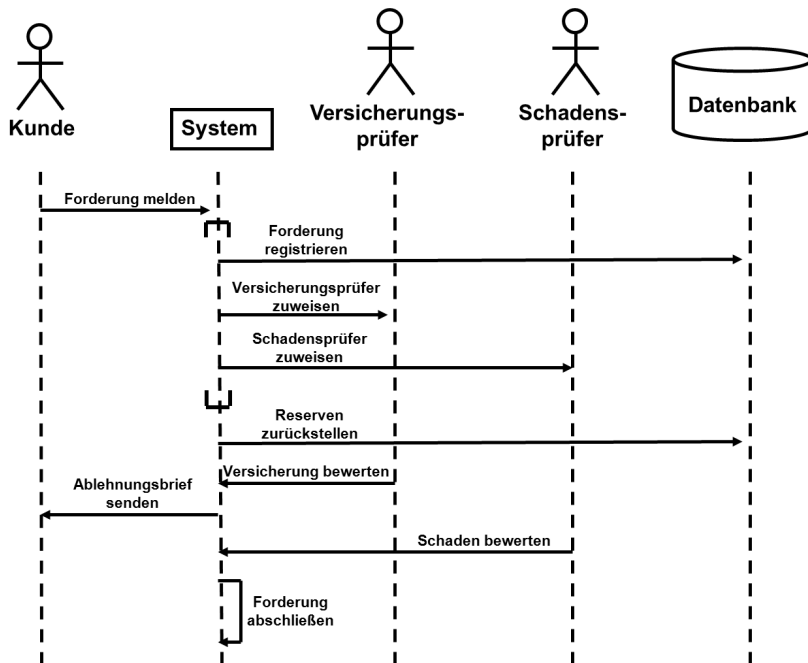 Kunde
System
Versicherungs-
prüfer
Schadens-
prüfer
Datenbank
Forderung melden
Forderung
registrieren
Versicherungsprüfer
zuweisen
Schadensprüfer
zuweisen
Reserven
zurückstellen
Versicherung bewerten
Ablehnungsbrief
senden
Schaden bewerten
Forderung
abschließen